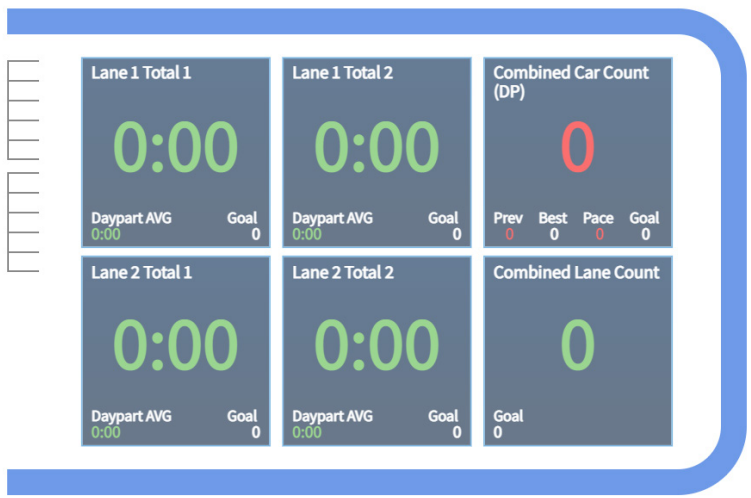 Lane 1 Total 1
0:00
Daypart AVG Goal
0:00 0
Lane 1 Total 2
0:00
Daypart AVG Goal
0:00 0
Combined Car Count
(DP)
0
Prev Best Pace Goal
0 0 0 0
Lane 2 Total 1
0:00
Daypart AVG Goal
0:00 0
Lane 2 Total 2
0:00
Daypart AVG Goal
0:00 0
Combined Lane Count
0
Goal
0